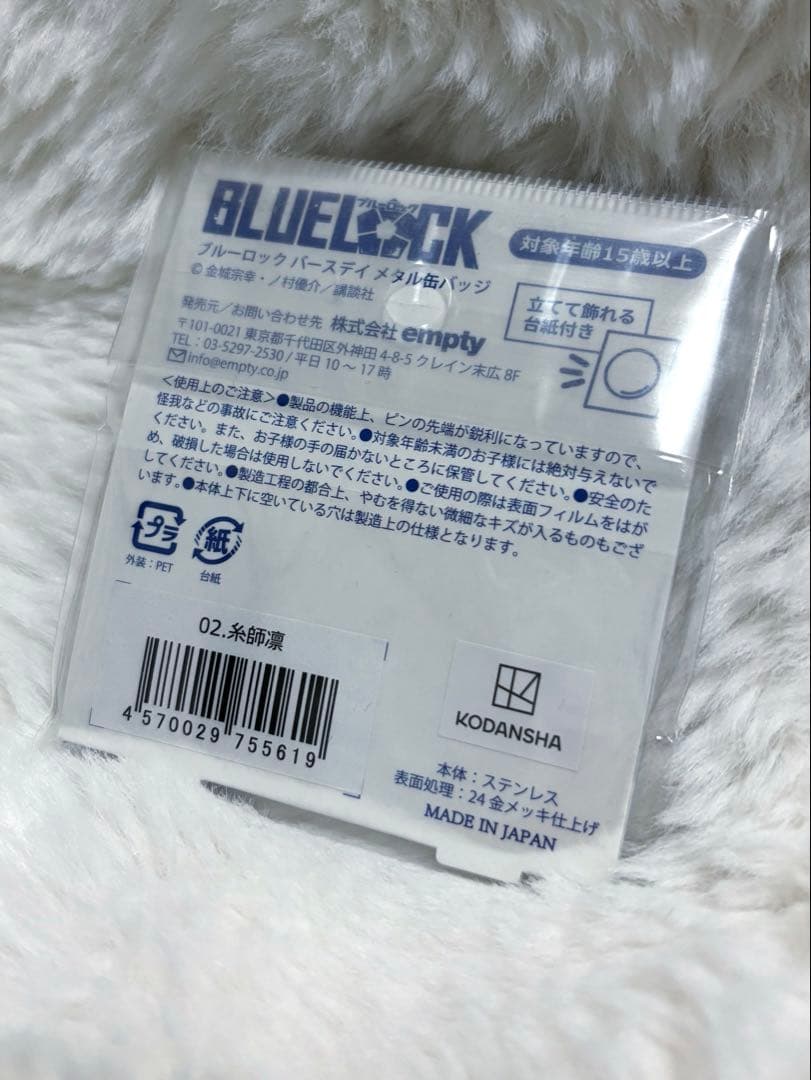 BLUELOCK
ブルーロック
対象年齢15歳以上
ブルーロック バースデイ メタル缶バッジ
© 金城宗幸・ノ村優介／講談社
立てて飾れる
台紙付き
発売元／お問い合わせ先 株式会社 empty
〒101-0021 東京都千代田区外神田 4-8-5 クレイン末広 8F
TEL : 03-5297-2530 / 平日 10 ～ 17 時
info@empty.co.jp
＜使用上のご注意＞●製品の機能上、ピンの先端が鋭利になっていますので、
怪我などの事故にご注意ください。●対象年齢未満のお子様には絶対与えないで
ください。また、お子様の手の届かないところに保管してください。●安全のた
め、破損した場合は使用しないでください。●ご使用の際は表面フィルムをはが
してください。●製造工程の都合上、やむを得ない微細なキズが入るものもござ
います。●本体上下に空いている穴は製造上の仕様となります。
プラ
外装：PET
紙
台紙
02.糸師凛
4 570029 755619
KODANSHA
本体：ステンレス
表面処理：24 金メッキ仕上げ
MADE IN JAPAN